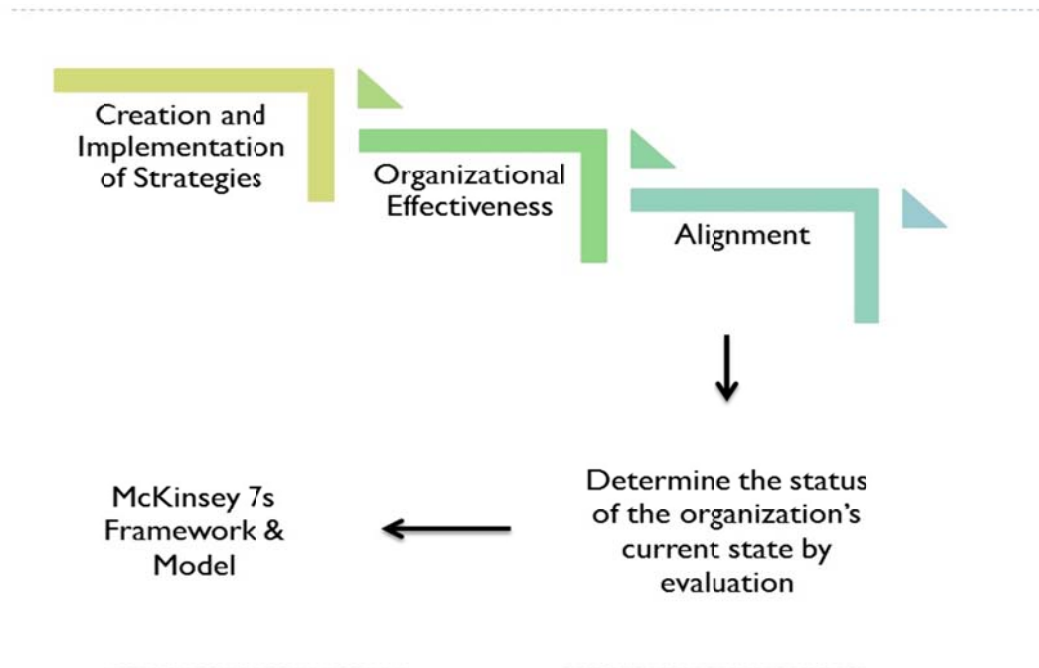 Creation and
Implementation
of Strategies
Organizational
Effectiveness
Alignment
Determine the status
of the organization's
current state by
evaluation
McKinsey 7s
Framework &
Model